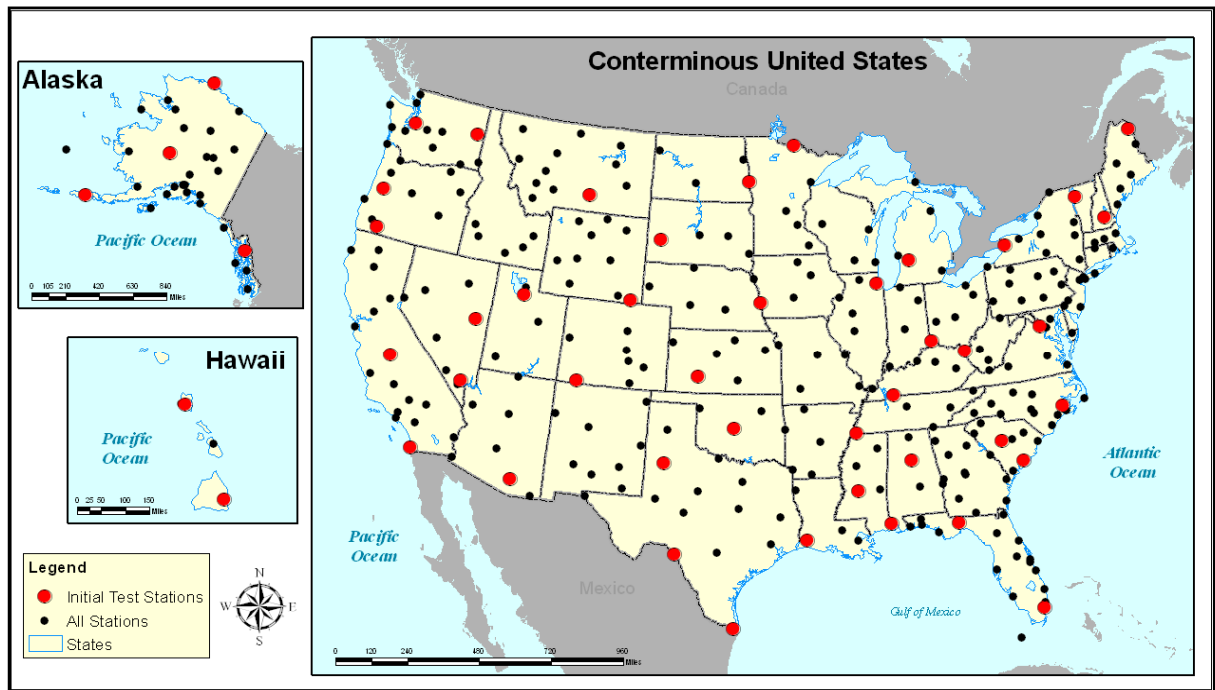 Alaska
Pacific Ocean
0 105 210 420 630 840
Miles
Hawaii
Pacific
Ocean
0 25 50 100 150
Miles
Legend
Initial Test Stations
All Stations
States
N
W E
S
Conterminous United States
Canada
Atlantic
Ocean
Pacific
Ocean
Mexico
Gulf of Mexico
0 120 240 480 720 960
Miles